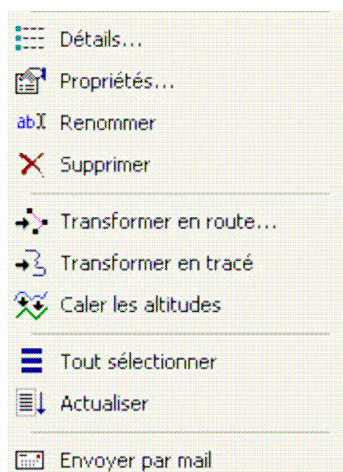 Détails...
Propriétés...
abI Renommer
Supprimer
Transformer en route...
Transformer en tracé
Caler les altitudes
Tout sélectionner
Actualiser
Envoyer par mail